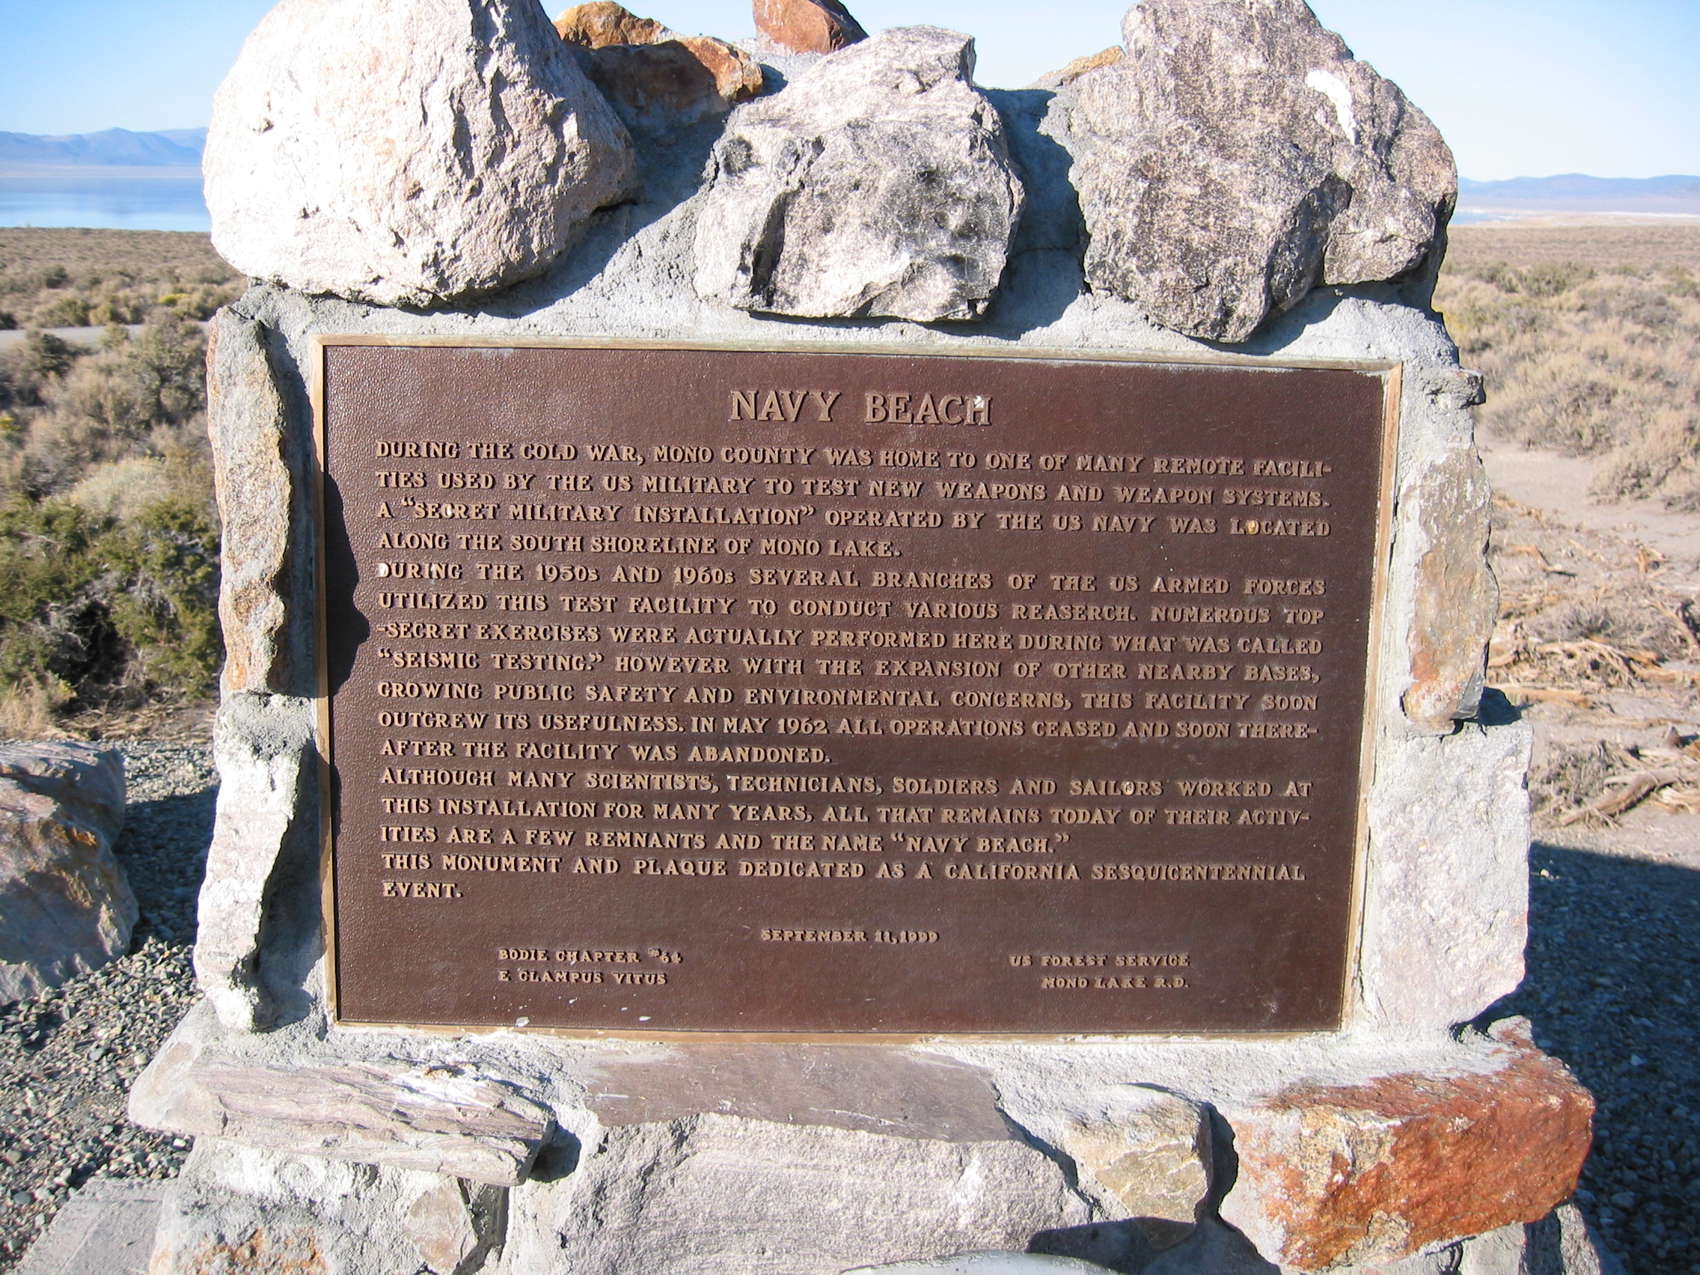 NAVY BEACH
DURING THE COLD WAR, MONO COUNTY WAS HOME TO ONE OF MANY REMOTE FACILI-
TIES USED BY THE US MILITARY TO TEST NEW WEAPONS AND WEAPON SYSTEMS.
A “SECRET MILITARY INSTALLATION” OPERATED BY THE US NAVY WAS LOCATED
ALONG THE SOUTH SHORELINE OF MONO LAKE.
DURING THE 1950s AND 1960s SEVERAL BRANCHES OF THE US ARMED FORCES
UTILIZED THIS TEST FACILITY TO CONDUCT VARIOUS REASERCH. NUMEROUS TOP
-SECRET EXERCISES WERE ACTUALLY PERFORMED HERE DURING WHAT WAS CALLED
“SEISMIC TESTING.” HOWEVER WITH THE EXPANSION OF OTHER NEARBY BASES,
GROWING PUBLIC SAFETY AND ENVIRONMENTAL CONCERNS, THIS FACILITY SOON
OUTGREW ITS USEFULNESS. IN MAY 1962 ALL OPERATIONS CEASED AND SOON THERE-
AFTER THE FACILITY WAS ABANDONED.
ALTHOUGH MANY SCIENTISTS, TECHNICIANS, SOLDIERS AND SAILORS WORKED AT
THIS INSTALLATION FOR MANY YEARS, ALL THAT REMAINS TODAY OF THEIR ACTIV-
ITIES ARE A FEW REMNANTS AND THE NAME “NAVY BEACH.”
THIS MONUMENT AND PLAQUE DEDICATED AS A CALIFORNIA SESQUICENTENNIAL
EVENT.
SEPTEMBER 11, 1999
BODIE CHAPTER #64
E CLAMPUS VITUS
US FOREST SERVICE
MONO LAKE R.D.